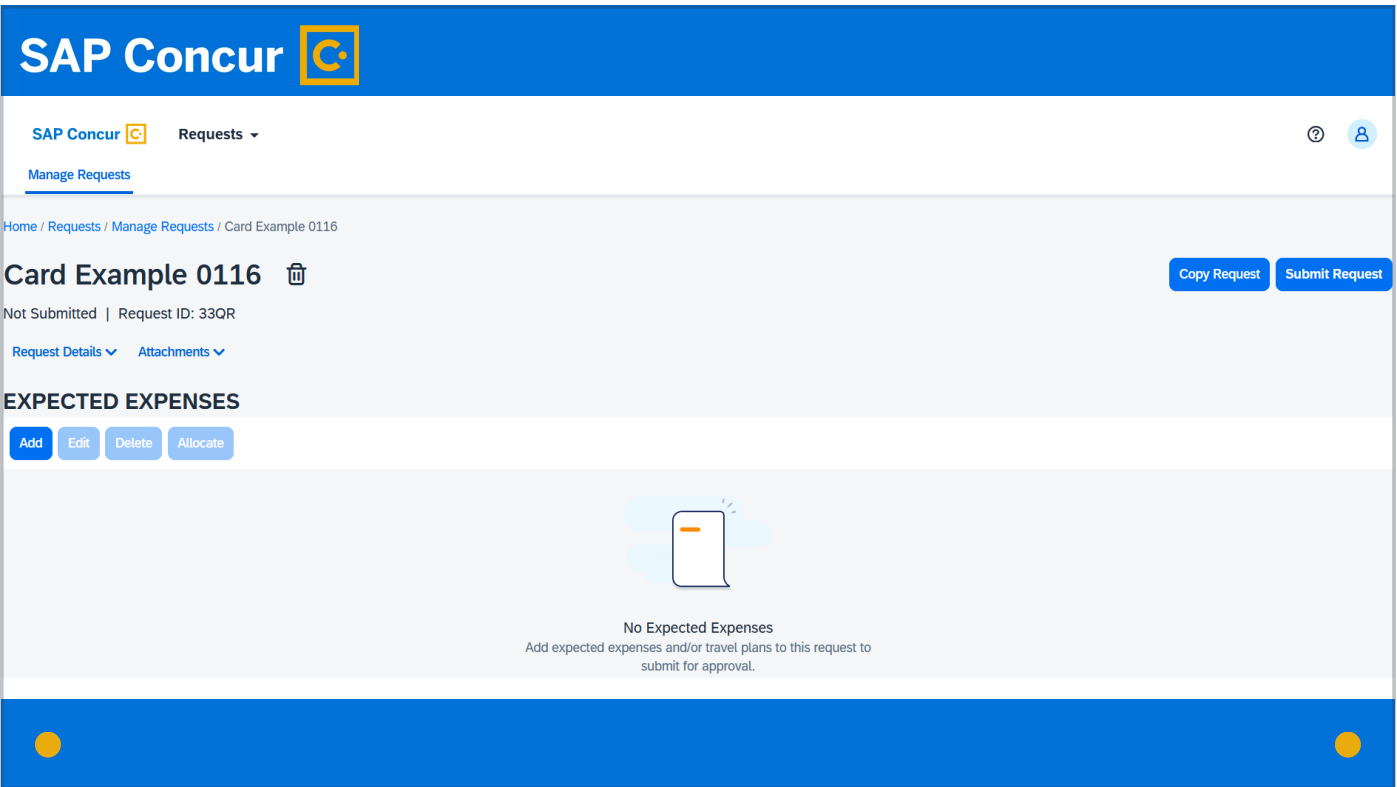 SAP Concur
SAP Concur Requests
Manage Requests
Home / Requests / Manage Requests / Card Example 0116
Card Example 0116 Copy Request Submit Request
Not Submitted | Request ID: 33QR
Request Details Attachments
EXPECTED EXPENSES
Add Edit Delete Allocate
No Expected Expenses
Add expected expenses and/or travel plans to this request to
submit for approval.